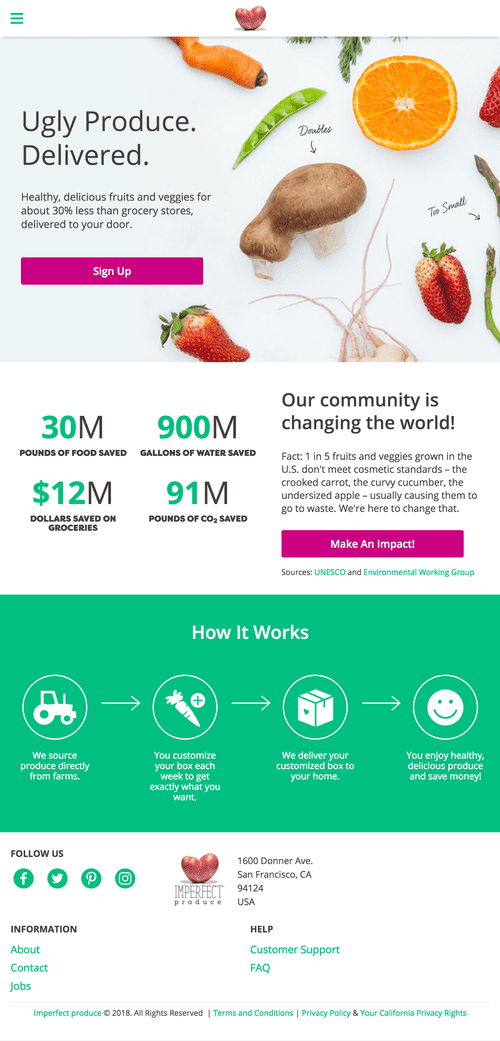 Ugly Produce.
Delivered.
Healthy, delicious fruits and veggies for
about 30% less than grocery stores,
delivered to your door.
Sign Up
Doubles
Too Small
30M
POUNDS OF FOOD SAVED
900M
GALLONS OF WATER SAVED
$12M
DOLLARS SAVED ON
GROCERIES
91M
POUNDS OF CO₂ SAVED
Our community is
changing the world!
Fact: 1 in 5 fruits and veggies grown in the
U.S. don't meet cosmetic standards – the
crooked carrot, the curvy cucumber, the
undersized apple – usually causing them to
go to waste. We're here to change that.
Make An Impact!
Sources: UNESCO and Environmental Working Group
How It Works
We source
produce directly
from farms.
You customize
your box each
week to get
exactly what you
want.
We deliver your
customized box to
your home.
You enjoy healthy,
delicious produce
and save money!
FOLLOW US
IMPERFECT
produce
1600 Donner Ave.
San Francisco, CA
94124
USA
INFORMATION
About
Contact
Jobs
HELP
Customer Support
FAQ
Imperfect produce © 2018. All Rights Reserved | Terms and Conditions | Privacy Policy & Your California Privacy Rights